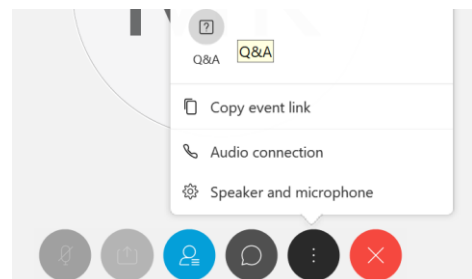 Q&A
Q&A
Copy event link
Audio connection
Speaker and microphone